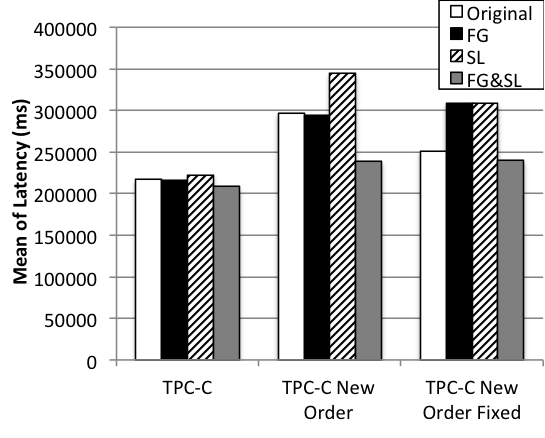 Original
FG
SL
FG&SL
400000
350000
300000
250000
200000
150000
100000
50000
0
Mean of Latency (ms)
TPC-C
TPC-C New
Order
TPC-C New
Order Fixed